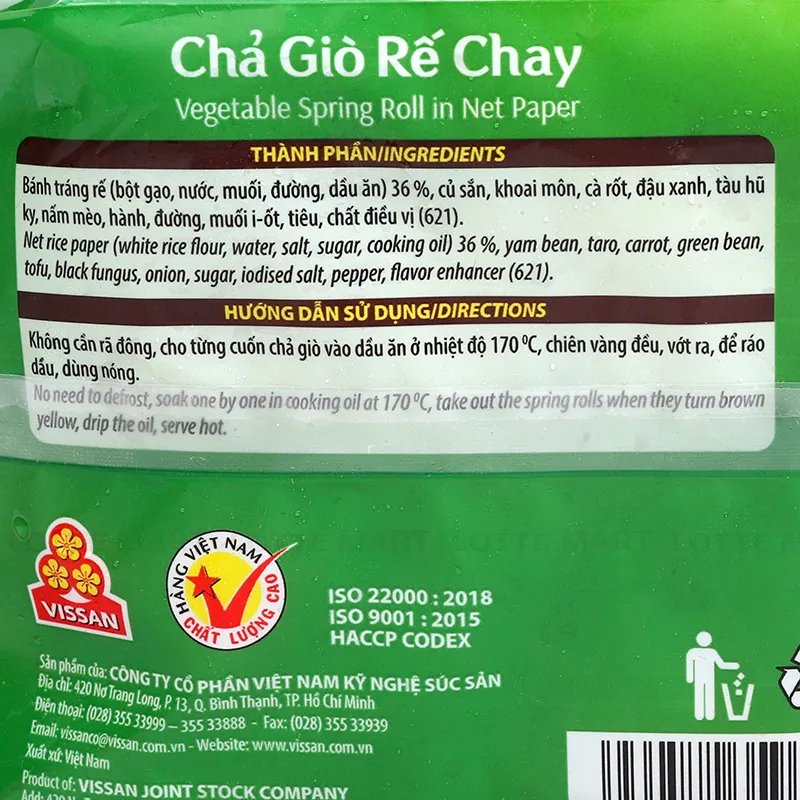 Chả Giò Rế Chay
Vegetable Spring Roll in Net Paper
THÀNH PHẦN/INGREDIENTS
Bánh tráng rế (bột gạo, nước, muối, đường, dầu ăn) 36 %, củ sắn, khoai môn, cà rốt, đậu xanh, tàu hũ
ky, nấm mèo, hành, đường, muối i-ốt, tiêu, chất điều vị (621).
Net rice paper (white rice flour, water, salt, sugar, cooking oil) 36 %, yam bean, taro, carrot, green bean,
tofu, black fungus, onion, sugar, iodised salt, pepper, flavor enhancer (621).
HƯỚNG DẪN SỬ DỤNG/DIRECTIONS
Không cần rã đông, cho từng cuốn chả giò vào dầu ăn ở nhiệt độ 170 ⁰C, chiên vàng đều, vớt ra, để ráo
dầu, dùng nóng.
No need to defrost, soak one by one in cooking oil at 170 ⁰C, take out the spring rolls when they turn brown
yellow, drip the oil, serve hot.
VISSAN
HÀNG VIỆT NAM
CHẤT LƯỢNG CAO
ISO 22000 : 2018
ISO 9001 : 2015
HACCP CODEX
Sản phẩm của: CÔNG TY CỔ PHẦN VIỆT NAM KỸ NGHỆ SÚC SẢN
Địa chỉ: 420 Nơ Trang Long, P. 13, Q. Bình Thạnh, TP. Hồ Chí Minh
Điện thoại: (028) 355 33999 – 355 33888 - Fax: (028) 355 33939
Email: vissanco@vissan.com.vn - Website: www.vissan.com.vn
Xuất xứ: Việt Nam
Product of: VISSAN JOINT STOCK COMPANY
Add: 420 N